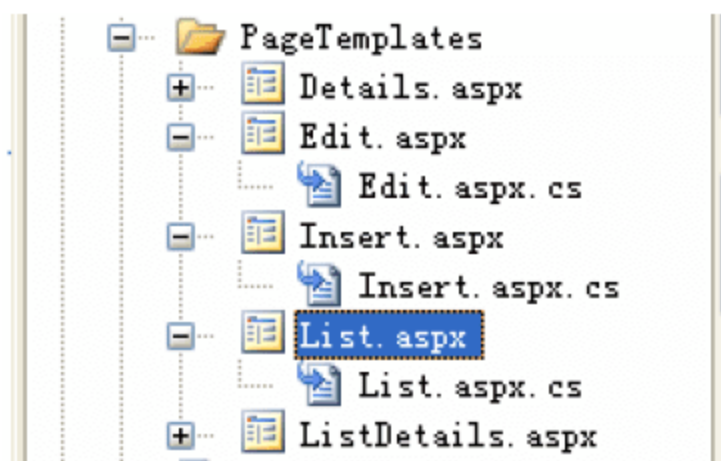 PageTemplates
Details.aspx
Edit.aspx
Edit.aspx.cs
Insert.aspx
Insert.aspx.cs
List.aspx
List.aspx.cs
ListDetails.aspx